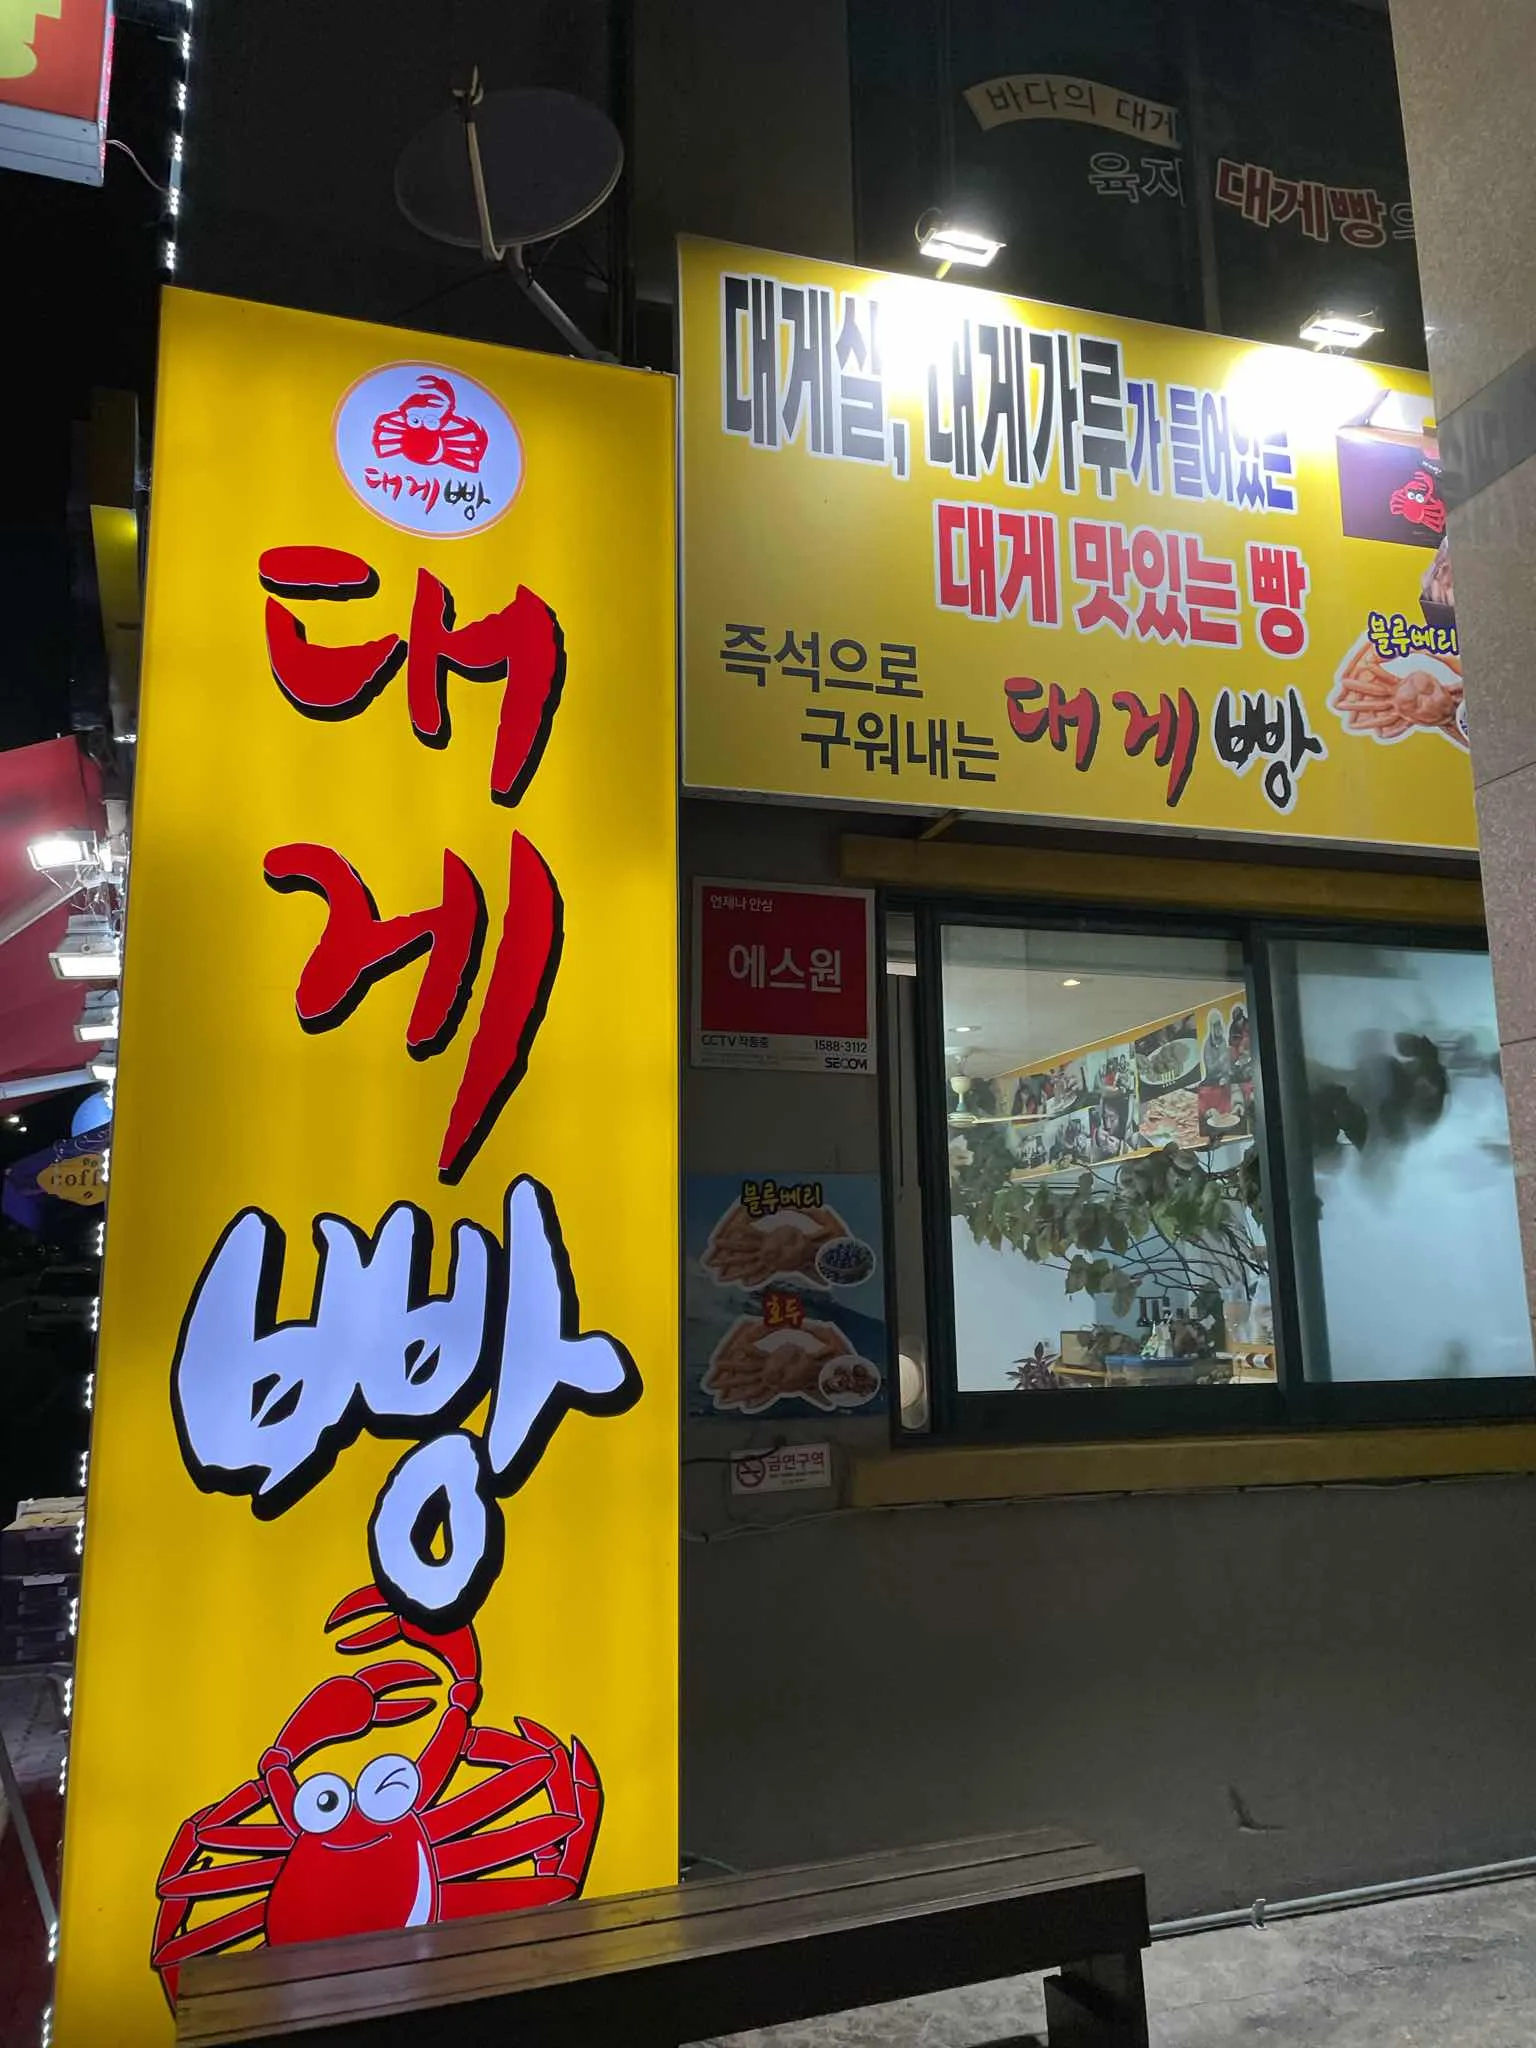 바다의 대게
육지 대게빵의
대게빵
대게빵
대게살, 대게가루가 들어있는
대게 맛있는 빵
즉석으로
구워내는 대게빵
블루베리
언제나 안심
에스원
CCTV 작동중 1588-3112
SECOM
블루베리
호두
금연구역